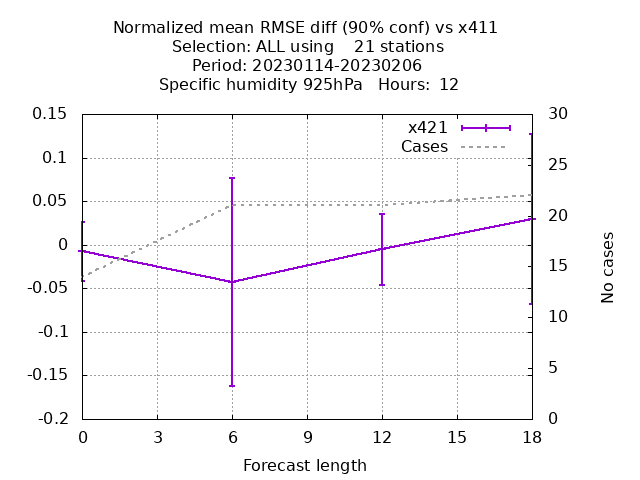 Normalized mean RMSE diff (90% conf) vs x411
Selection: ALL using    21 stations
Period: 20230114-20230206
Specific humidity 925hPa   Hours:  12
x421
Cases
0.15
0.1
0.05
0
-0.05
-0.1
-0.15
-0.2
30
25
20
15
10
5
0
No cases
0
3
6
9
12
15
18
Forecast length